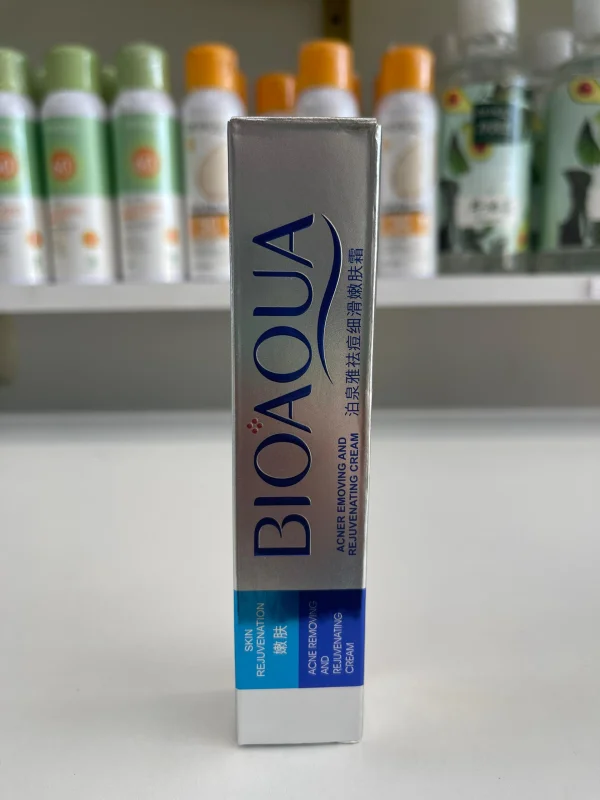 BIOAQUA
泊泉雅祛痘细滑嫩肤霜
ACNER EMOVING AND
REJUVENATING CREAM
SKIN
REJUVENATION
嫩肤
ACNE REMOVING
AND
REJUVENATING
CREAM